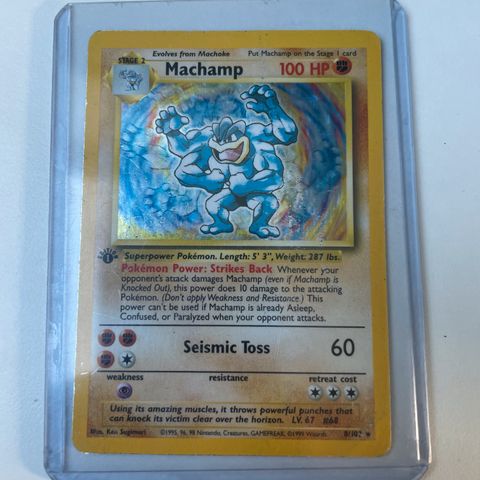 Evolves from Machoke Put Machamp on the Stage 1 card
STAGE 2
Machamp 100 HP
EDITION
1
Superpower Pokémon. Length: 5' 3", Weight: 287 lbs.
Pokémon Power: Strikes Back Whenever your
opponent's attack damages Machamp (even if Machamp is
Knocked Out), this power does 10 damage to the attacking
Pokémon. (Don't apply Weakness and Resistance.) This
power can't be used if Machamp is already Asleep,
Confused, or Paralyzed when your opponent attacks.
Seismic Toss 60
weakness resistance retreat cost
Using its amazing muscles, it throws powerful punches that
can knock its victim clear over the horizon. LV. 67 #68
Illus. Ken Sugimori ©1995, 96, 98 Nintendo, Creatures, GAMEFREAK. ©1999 Wizards. 8/102